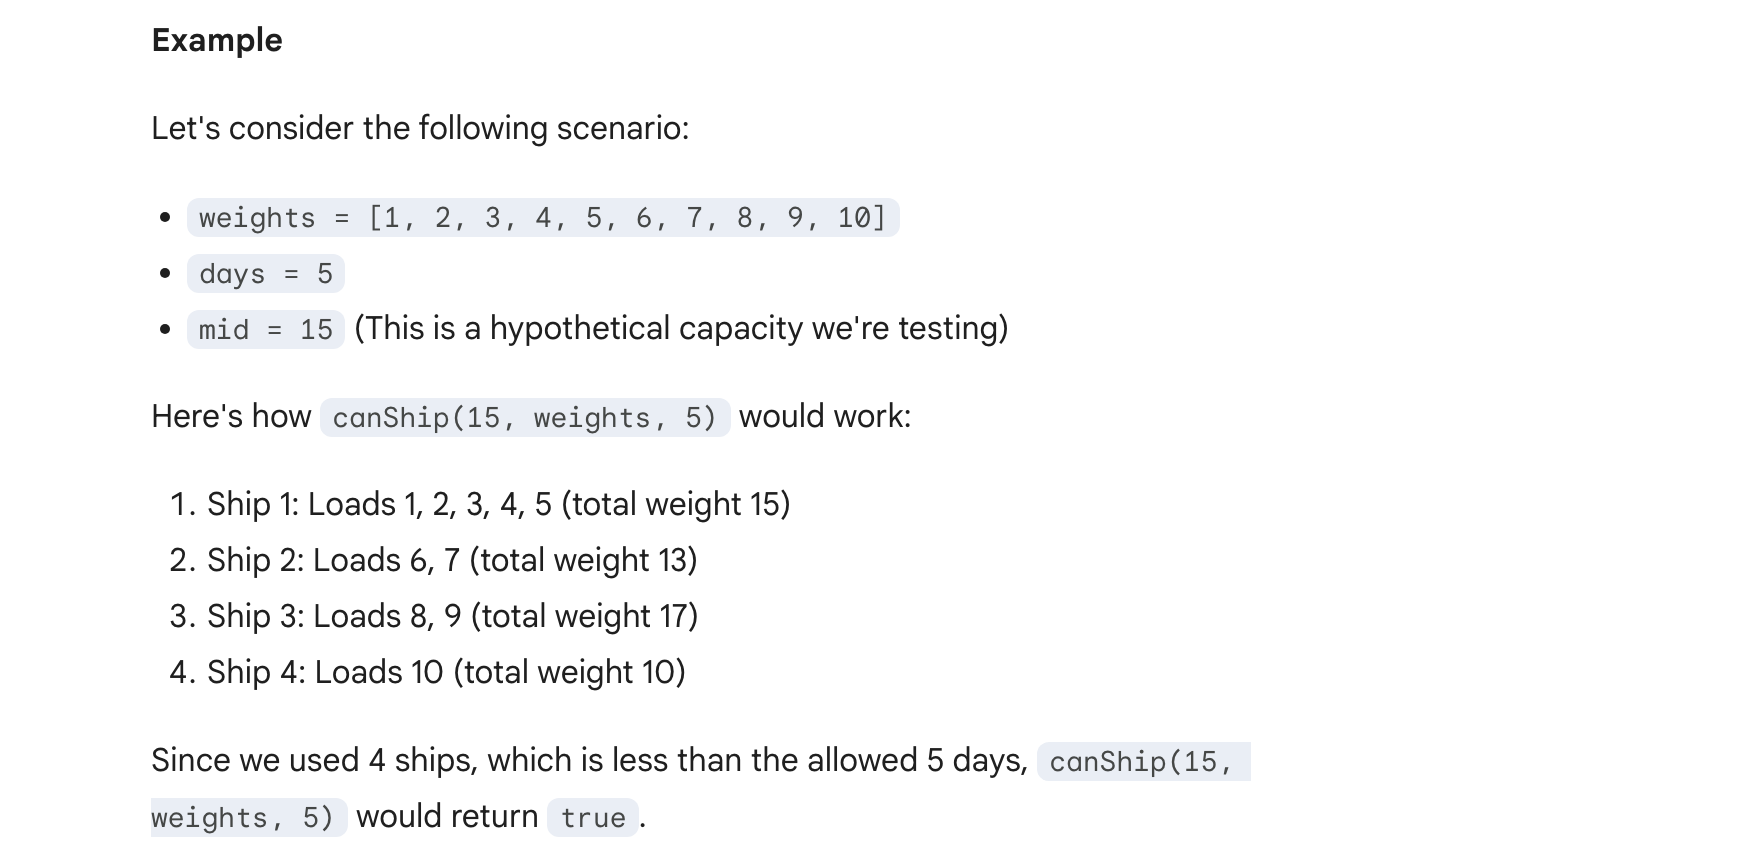 Example
Let's consider the following scenario:
• weights = [1, 2, 3, 4, 5, 6, 7, 8, 9, 10]
• days = 5
• mid = 15 (This is a hypothetical capacity we're testing)
Here's how canShip(15, weights, 5) would work:
1. Ship 1: Loads 1, 2, 3, 4, 5 (total weight 15)
2. Ship 2: Loads 6, 7 (total weight 13)
3. Ship 3: Loads 8, 9 (total weight 17)
4. Ship 4: Loads 10 (total weight 10)
Since we used 4 ships, which is less than the allowed 5 days, canShip(15,
weights, 5) would return true.